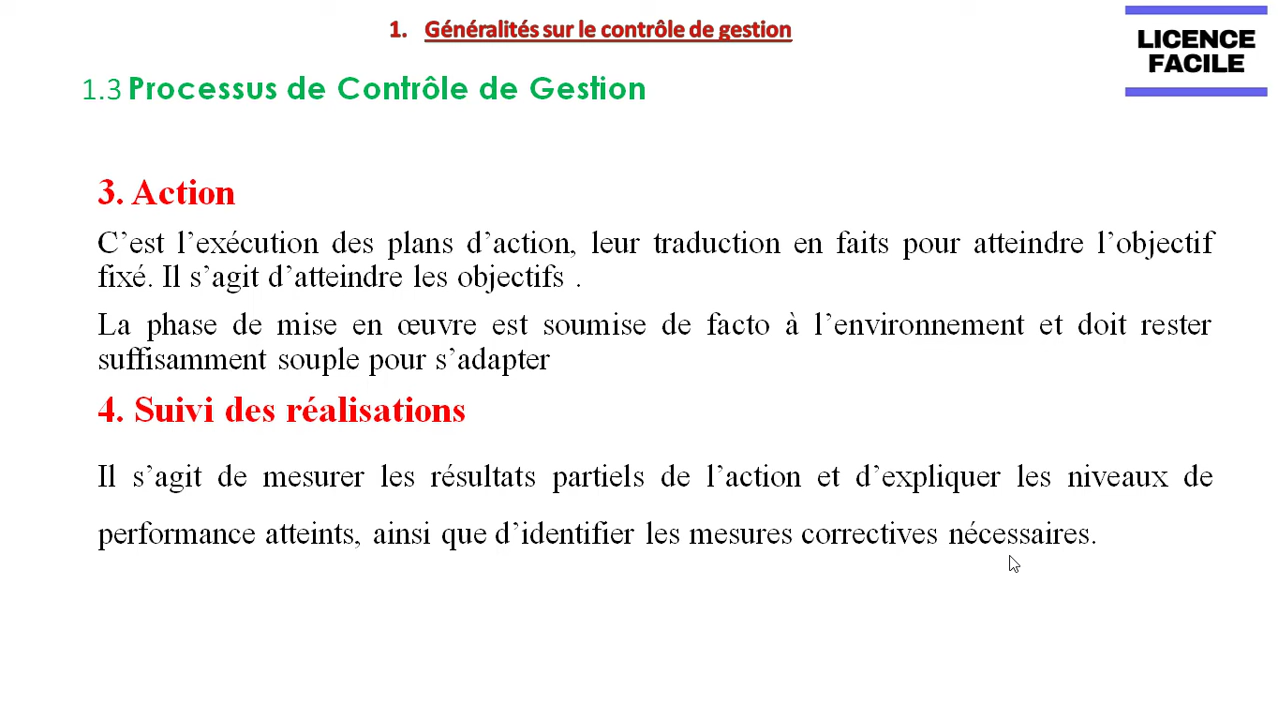 1. Généralités sur le contrôle de gestion
LICENCE
FACILE
1.3 Processus de Contrôle de Gestion
3. Action
C’est l’exécution des plans d’action, leur traduction en faits pour atteindre l’objectif
fixé. Il s’agit d’atteindre les objectifs .
La phase de mise en œuvre est soumise de facto à l’environnement et doit rester
suffisamment souple pour s’adapter
4. Suivi des réalisations
Il s’agit de mesurer les résultats partiels de l’action et d’expliquer les niveaux de
performance atteints, ainsi que d’identifier les mesures correctives nécessaires.